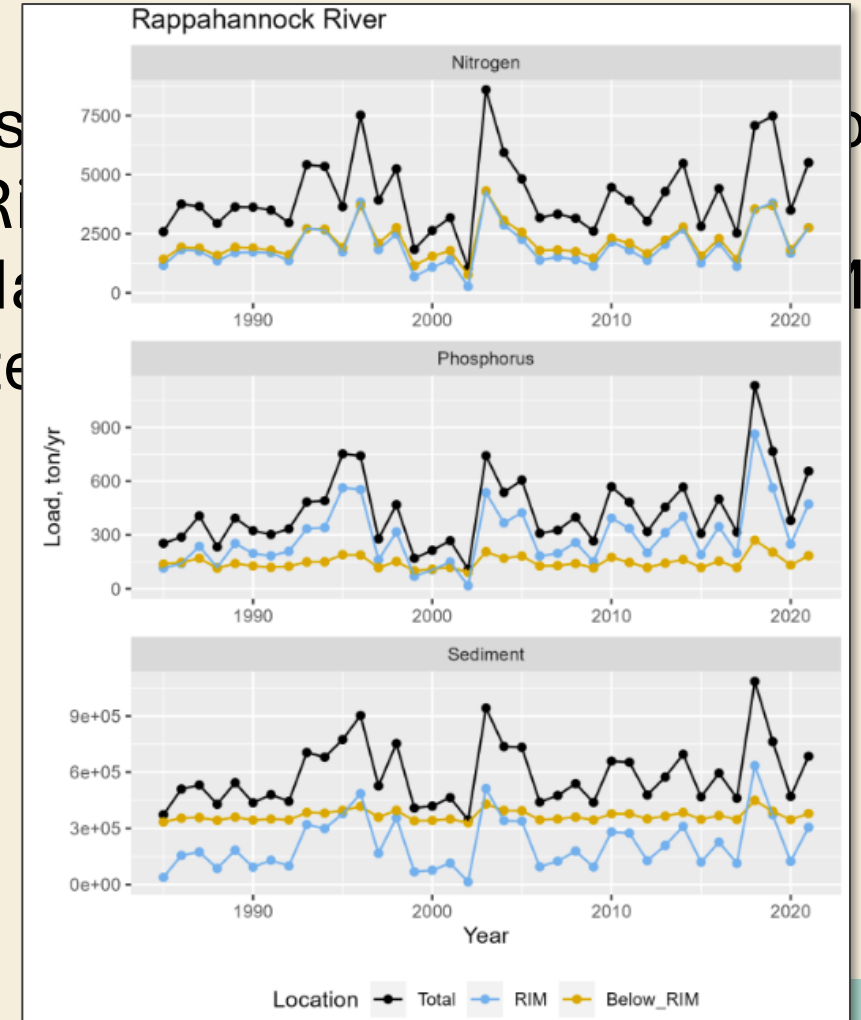 Rappahannock River
Nitrogen
7500
5000
2500
0
1990 2000 2010 2020
Phosphorus
900
600
300
0
1990 2000 2010 2020
Load, ton/yr
Sediment
9e+05
6e+05
3e+05
0e+00
1990 2000 2010 2020
Year
Location Total RIM Below_RIM